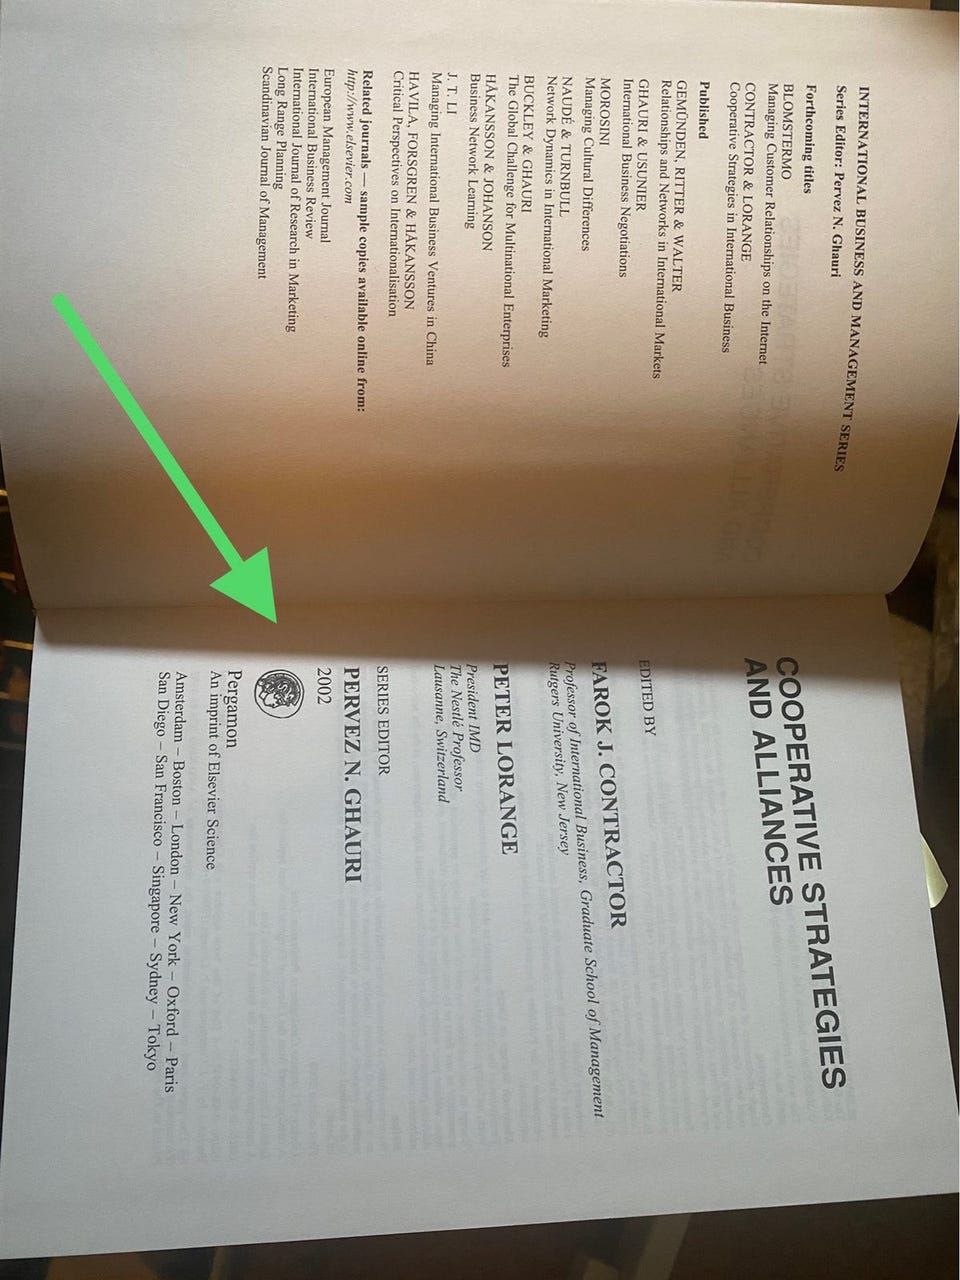 INTERNATIONAL BUSINESS AND MANAGEMENT SERIES
Series Editor: Pervez N. Ghauri
Forthcoming titles
BLOMSTERMO
Managing Customer Relationships on the Internet
CONTRACTOR & LORANGE
Cooperative Strategies in International Business
Published
GEMÜNDEN, RITTER & WALTER
Relationships and Networks in International Markets
GHAURI & USUNIER
International Business Negotiations
MOROSINI
Managing Cultural Differences
NAUDÉ & TURNBULL
Network Dynamics in International Marketing
BUCKLEY & GHAURI
The Global Challenge for Multinational Enterprises
HÅKANSSON & JOHANSON
Business Network Learning
J. T. LI
Managing International Business Ventures in China
HAVILA, FORSGREN & HÅKANSSON
Critical Perspectives on Internationalisation
Related journals — sample copies available online from:
http://www.elsevier.com
European Management Journal
International Business Review
International Journal of Research in Marketing
Long Range Planning
Scandinavian Journal of Management
COOPERATIVE STRATEGIES
AND ALLIANCES
EDITED BY
FAROK J. CONTRACTOR
Professor of International Business, Graduate School of Management
Rutgers University, New Jersey
PETER LORANGE
President IMD
The Nestlé Professor
Lausanne, Switzerland
SERIES EDITOR
PERVEZ N. GHAURI
2002
Pergamon
An imprint of Elsevier Science
Amsterdam – Boston – London – New York – Oxford – Paris
San Diego – San Francisco – Singapore – Sydney – Tokyo